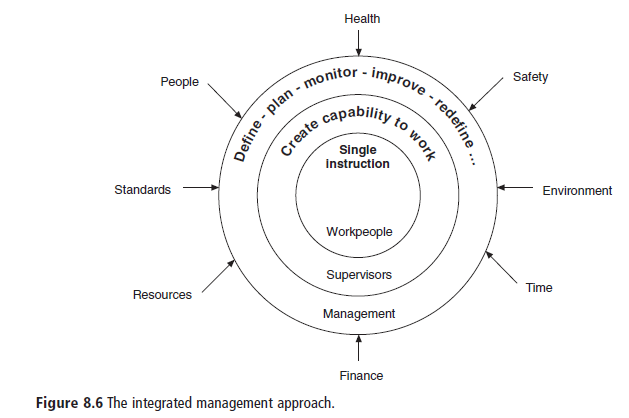 Health
People
Safety
Define - plan - monitor - improve - redefine ...
Create capability to work
Single
instruction
Standards
Environment
Workpeople
Supervisors
Resources
Time
Management
Finance
Figure 8.6 The integrated management approach.